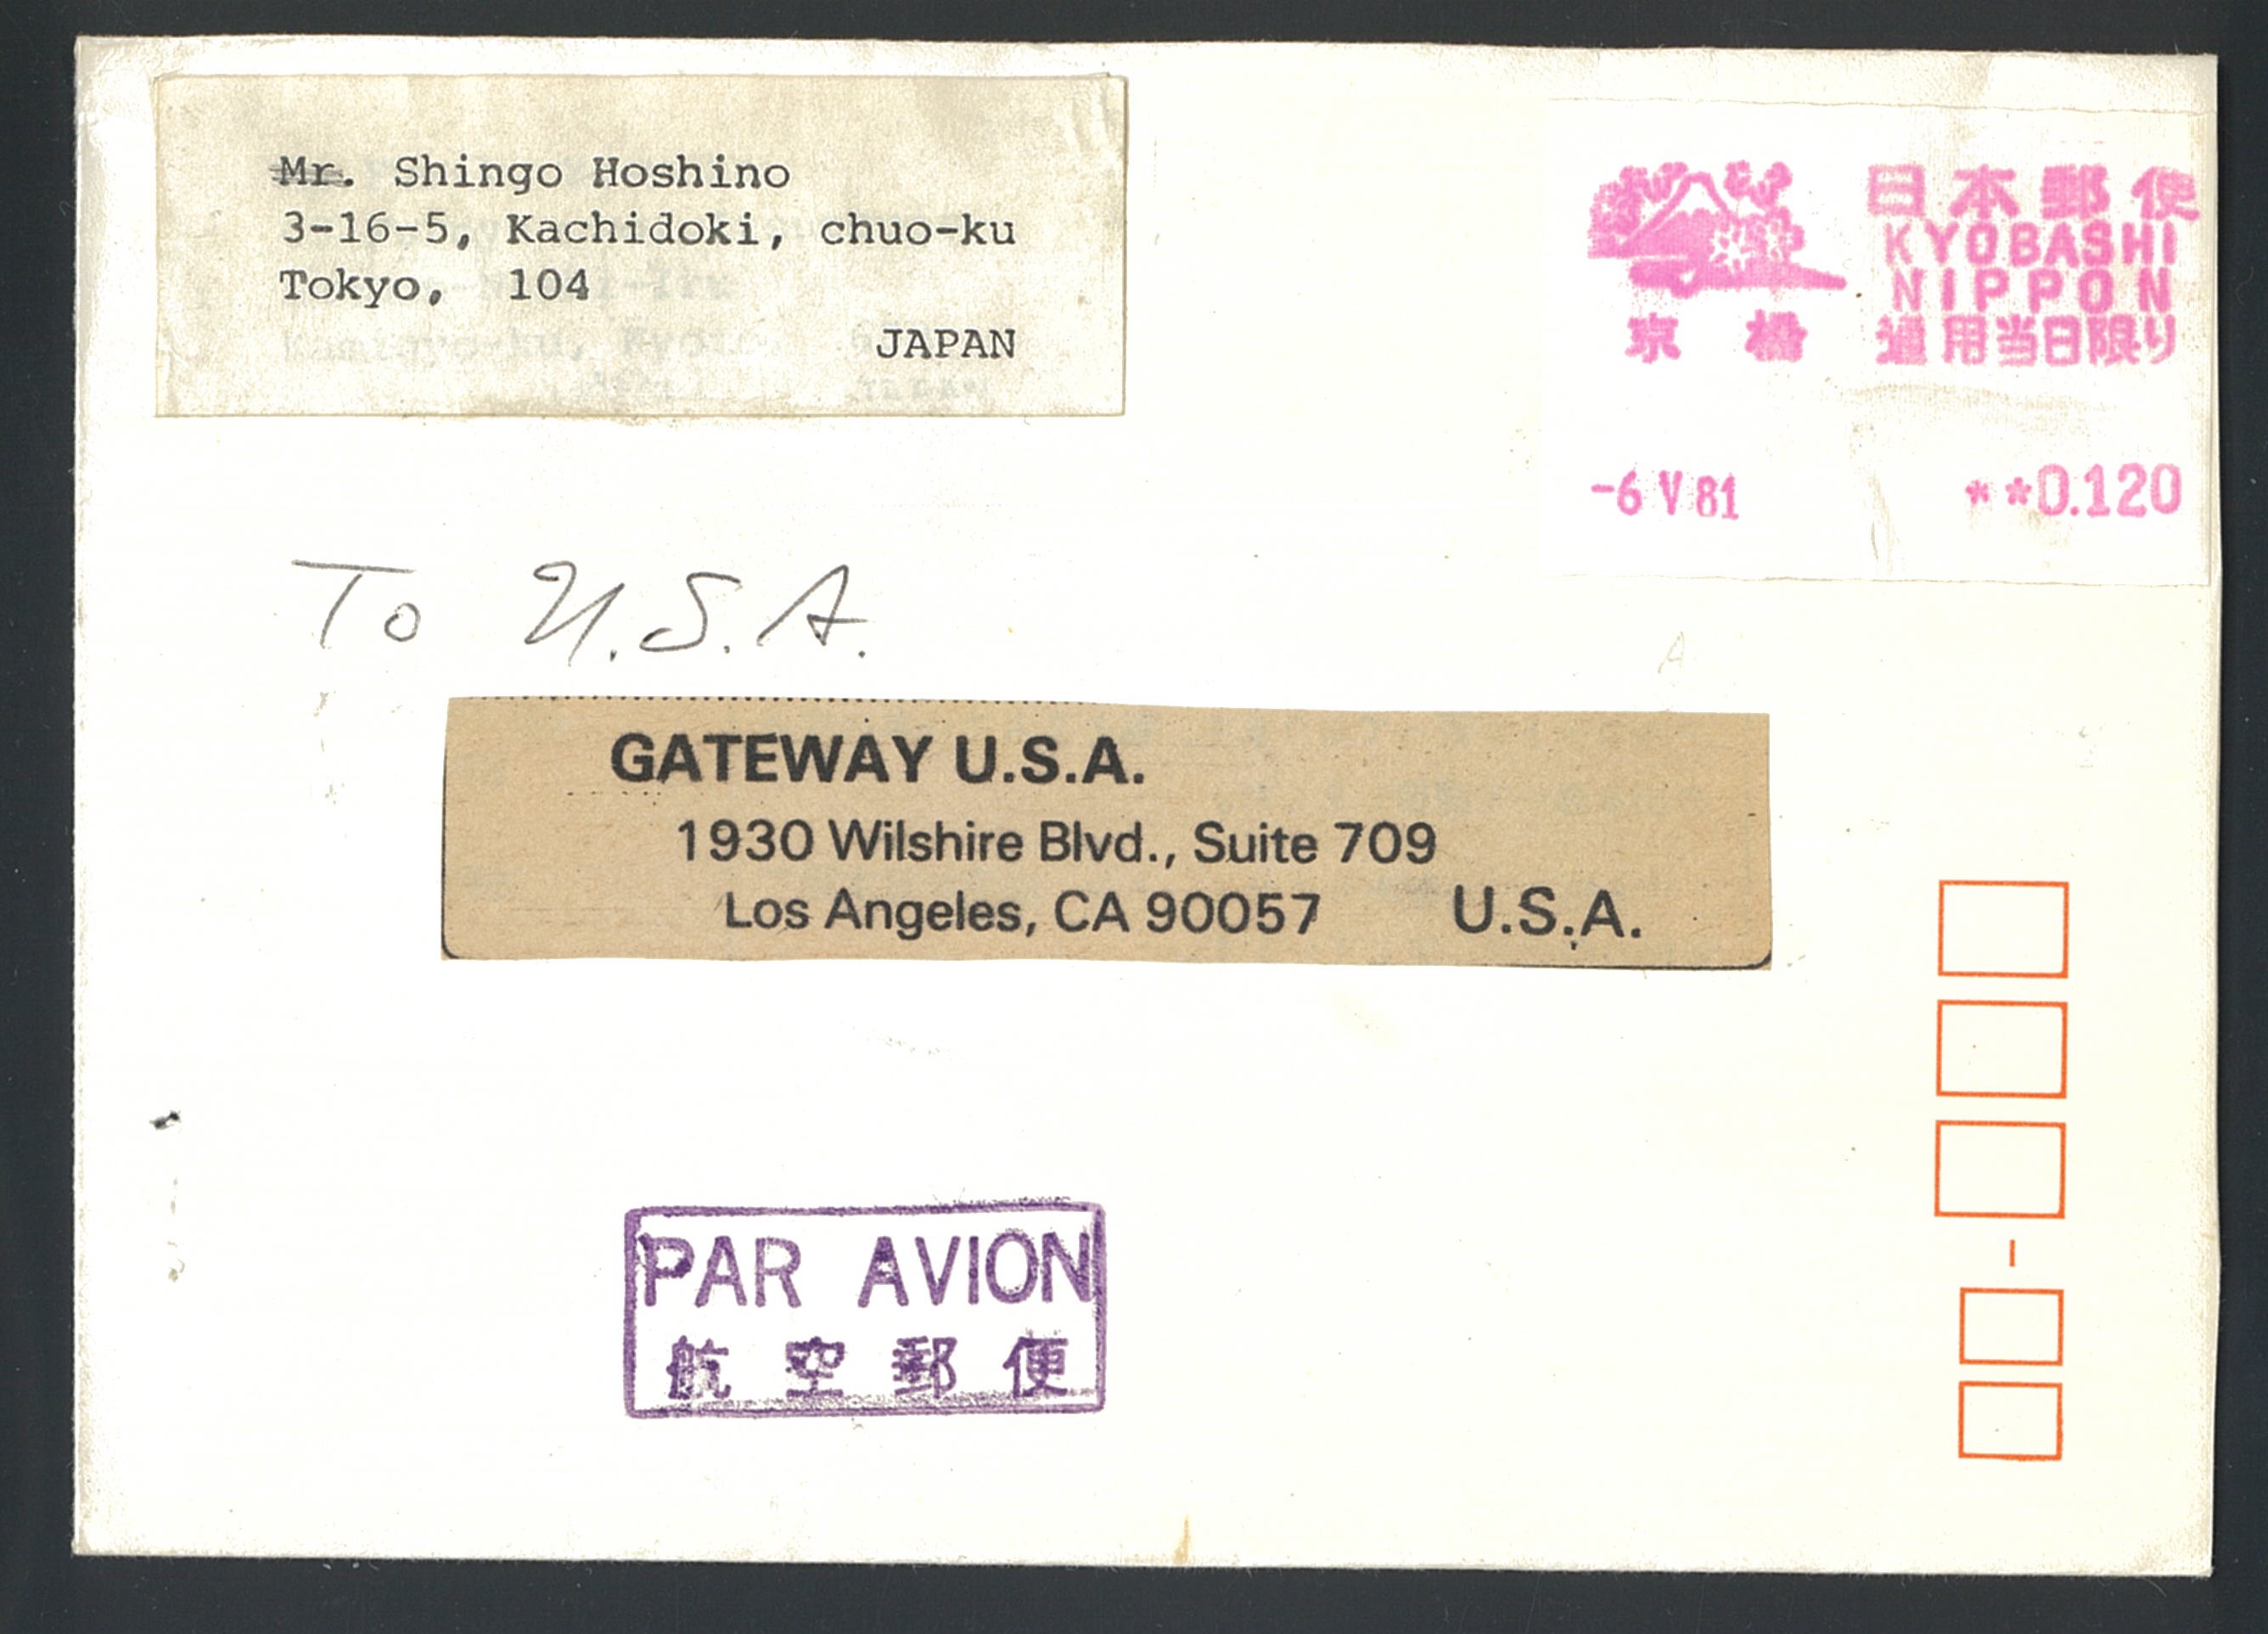 Mr. Shingo Hoshino
3-16-5, Kachidoki, chuo-ku
Tokyo, 104
JAPAN
日本郵便
KYOBASHI
NIPPON
京橋 通用当日限り
-6 V 81 **0.120
To U.S.A.
GATEWAY U.S.A.
1930 Wilshire Blvd., Suite 709
Los Angeles, CA 90057 U.S.A.
PAR AVION
航空郵便